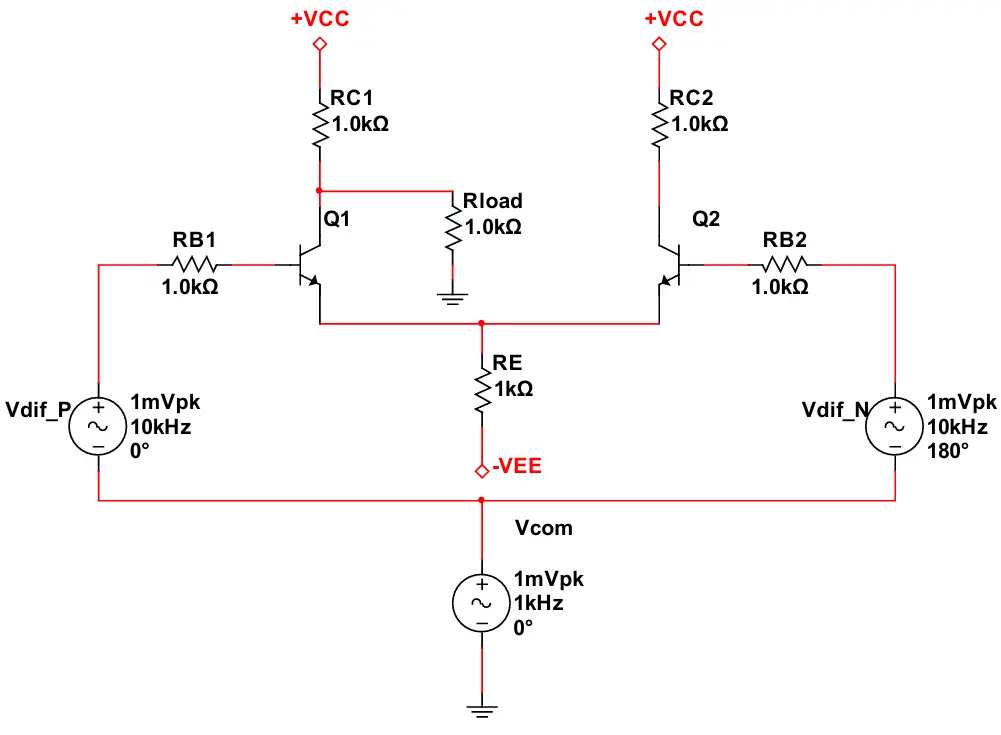 +VCC
+VCC
RC1
1.0kΩ
RC2
1.0kΩ
Rload
1.0kΩ
Q1
Q2
RB1
1.0kΩ
RB2
1.0kΩ
RE
1kΩ
-VEE
Vdif_P
1mVpk
10kHz
0°
Vdif_N
1mVpk
10kHz
180°
Vcom
1mVpk
1kHz
0°